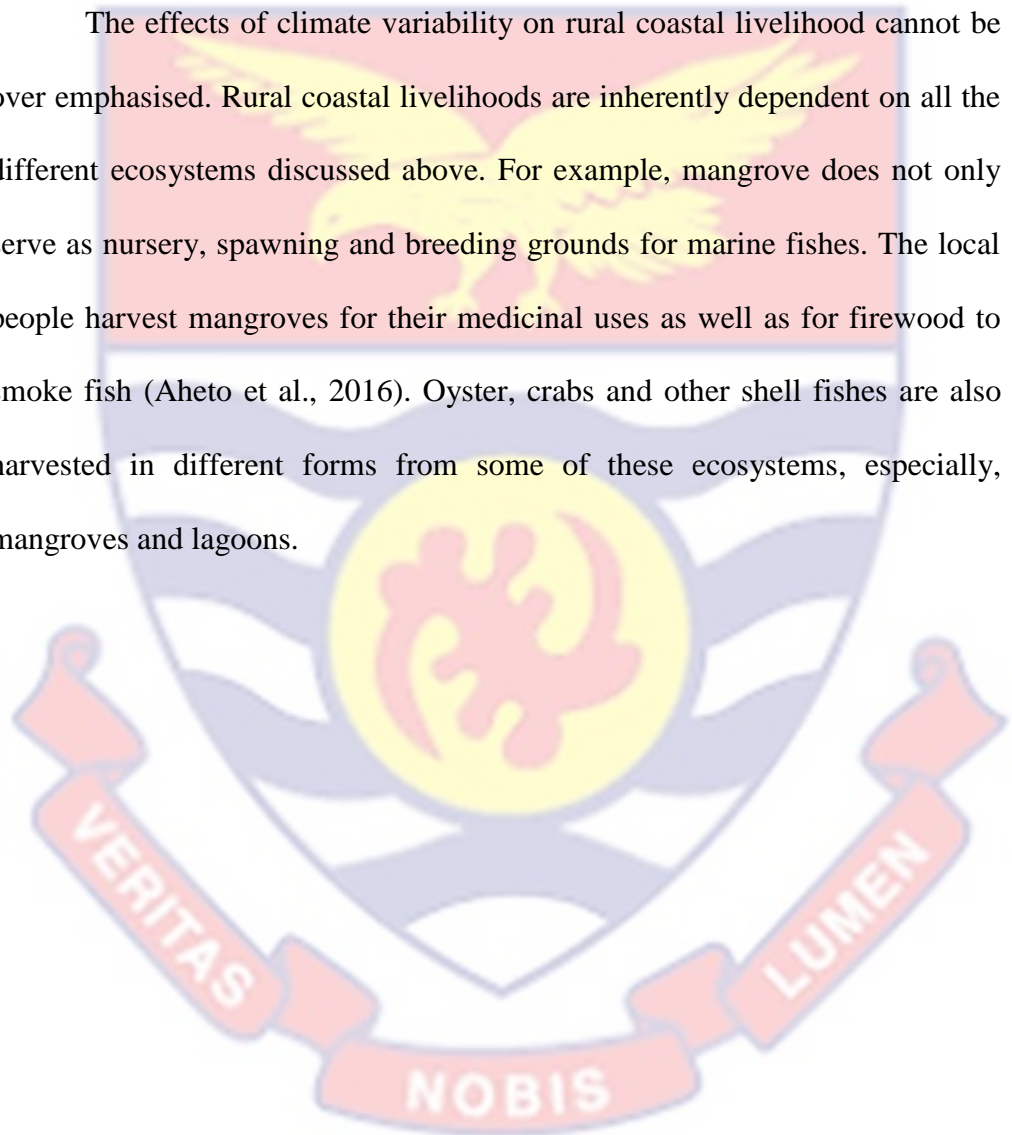 The effects of climate variability on rural coastal livelihood cannot be
over emphasised. Rural coastal livelihoods are inherently dependent on all the
different ecosystems discussed above. For example, mangrove does not only
serve as nursery, spawning and breeding grounds for marine fishes. The local
people harvest mangroves for their medicinal uses as well as for firewood to
smoke fish (Aheto et al., 2016). Oyster, crabs and other shell fishes are also
harvested in different forms from some of these ecosystems, especially,
mangroves and lagoons.
VERITAS
NOBIS
LUMEN